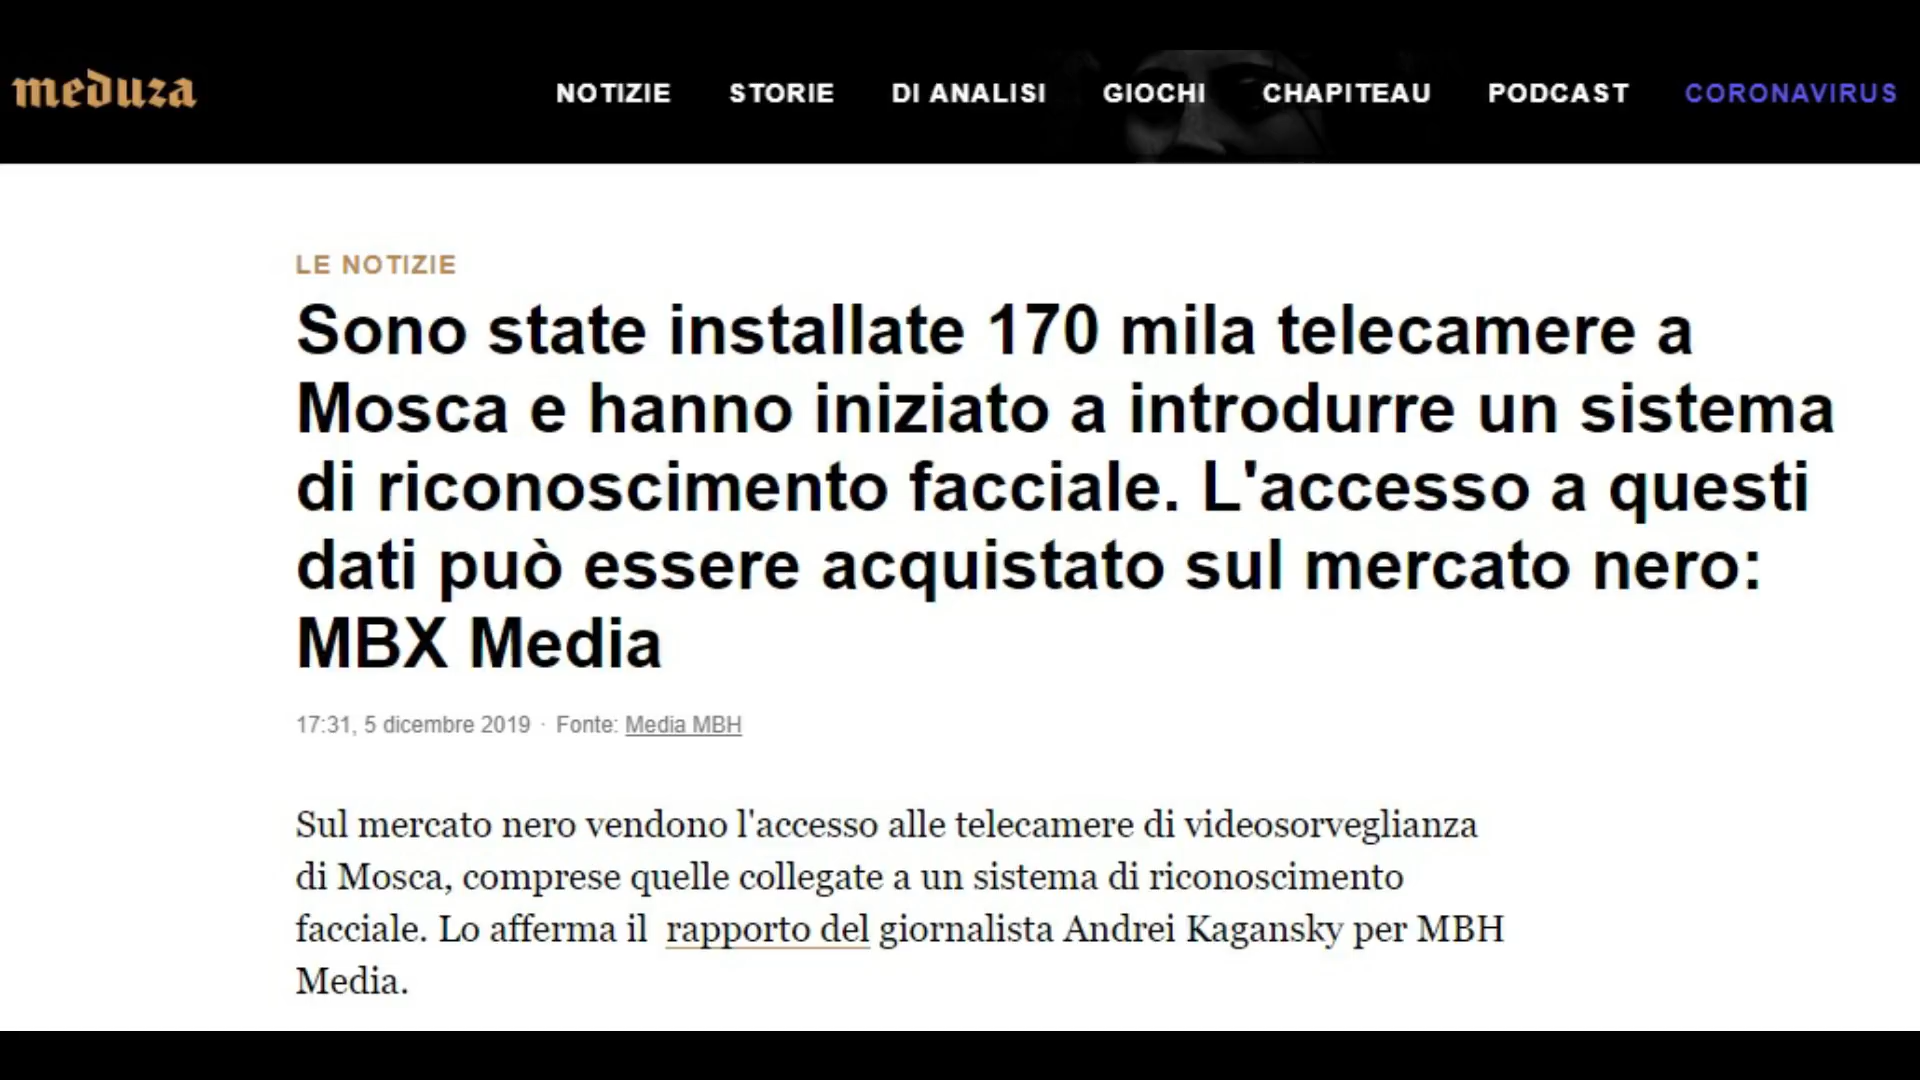 meduza
NOTIZIE STORIE DI ANALISI GIOCHI CHAPITEAU PODCAST CORONAVIRUS
LE NOTIZIE
Sono state installate 170 mila telecamere a
Mosca e hanno iniziato a introdurre un sistema
di riconoscimento facciale. L'accesso a questi
dati può essere acquistato sul mercato nero:
MBX Media
17:31, 5 dicembre 2019 · Fonte: Media MBH
Sul mercato nero vendono l'accesso alle telecamere di videosorveglianza
di Mosca, comprese quelle collegate a un sistema di riconoscimento
facciale. Lo afferma il rapporto del giornalista Andrei Kagansky per MBH
Media.